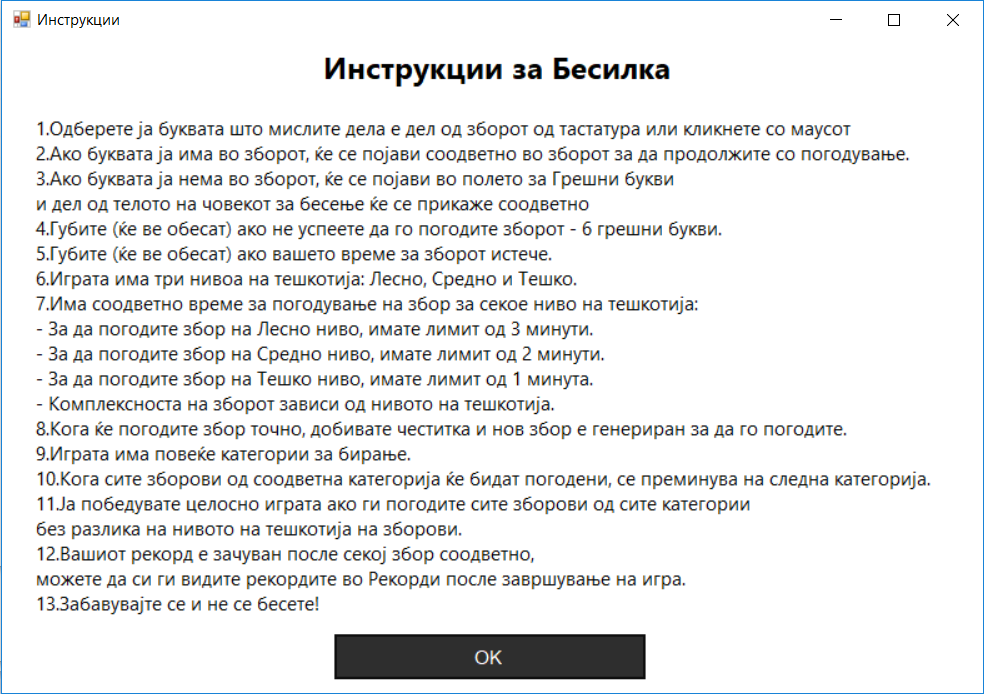 Инструкции
Инструкции за Бесилка
1.Одберете ја буквата што мислите дела е дел од зборот од тастатура или кликнете со маусот
2.Ако буквата ја има во зборот, ќе се појави соодветно во зборот за да продолжите со погодување.
3.Ако буквата ја нема во зборот, ќе се појави во полето за Грешни букви
и дел од телото на човекот за бесење ќе се прикаже соодветно
4.Губите (ќе ве обесат) ако не успеете да го погодите зборот - 6 грешни букви.
5.Губите (ќе ве обесат) ако вашето време за зборот истече.
6.Играта има три нивоа на тешкотија: Лесно, Средно и Тешко.
7.Има соодветно време за погодување на збор за секое ниво на тешкотија:
- За да погодите збор на Лесно ниво, имате лимит од 3 минути.
- За да погодите збор на Средно ниво, имате лимит од 2 минути.
- За да погодите збор на Тешко ниво, имате лимит од 1 минута.
- Комплексноста на зборот зависи од нивото на тешкотија.
8.Кога ќе погодите збор точно, добивате честитка и нов збор е генериран за да го погодите.
9.Играта има повеќе категории за бирање.
10.Кога сите зборови од соодветна категорија ќе бидат погодени, се преминува на следна категорија.
11.Ја победувате целосно играта ако ги погодите сите зборови од сите категории
без разлика на нивото на тешкотија на зборови.
12.Вашиот рекорд е зачуван после секој збор соодветно,
можете да си ги видите рекордите во Рекорди после завршување на игра.
13.Забавувајте се и не се бесете!
OK